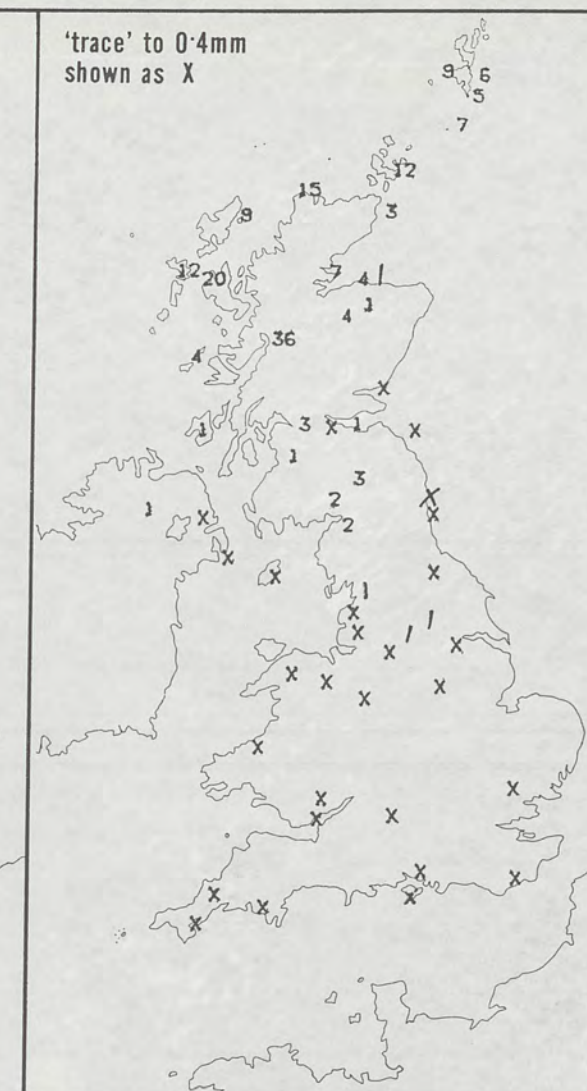 ‘trace’ to 0·4mm
shown as X
9 6
5
7
12
15
9 3
12 20 7 4 1
4 1
36
4
X
1 3 X 1 X
1
3
1 2 X
X 2 X
X
X X
1
X
X 1 1
X X
X X X
X
X
X X
X X
X X
X X
X
X